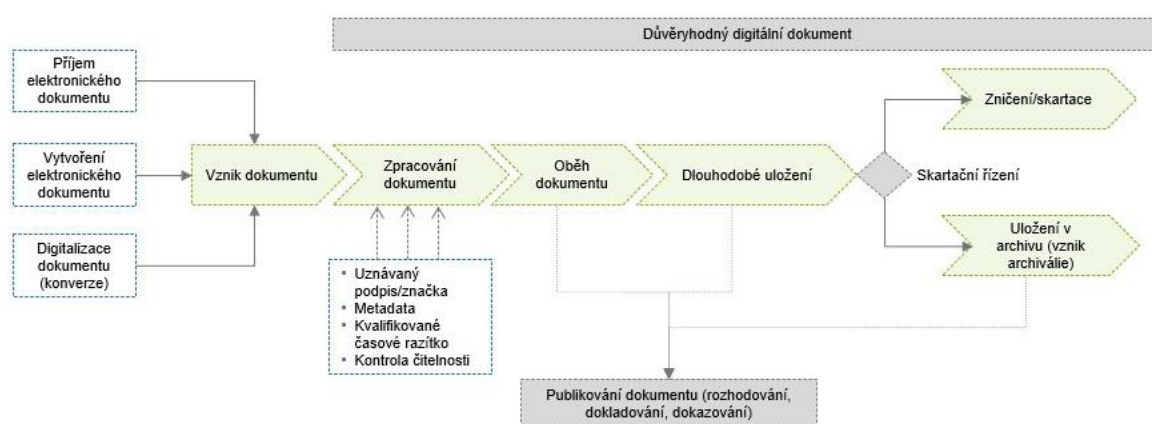 Důvěryhodný digitální dokument
Příjem
elektronického
dokumentu
Vytvoření
elektronického
dokumentu
Digitalizace
dokumentu
(konverze)
Vznik dokumentu
Zpracování
dokumentu
Oběh
dokumentu
Dlouhodobé uložení
Zničení/skartace
Skartační řízení
Uložení v
archivu (vznik
archiválie)
• Uznávaný
podpis/značka
• Metadata
• Kvalifikované
časové razítko
• Kontrola čitelnosti
Publikování dokumentu (rozhodování,
dokladování, dokazování)